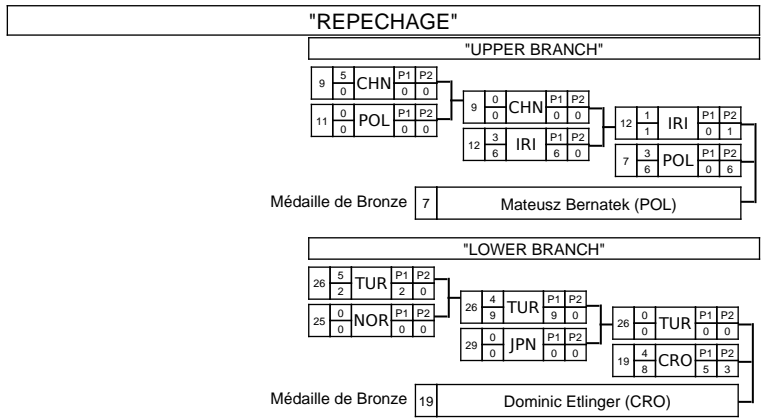 "REPECHAGE"
"UPPER BRANCH"
9 5 0 CHN P1 P2 0 0
11 0 0 POL P1 P2 0 0
9 0 0 CHN P1 P2 0 0
12 3 6 IRI P1 P2 6 0
12 1 1 IRI P1 P2 0 1
7 3 6 POL P1 P2 0 6
Médaille de Bronze 7 Mateusz Bernatek (POL)
"LOWER BRANCH"
26 5 2 TUR P1 P2 2 0
25 0 0 NOR P1 P2 0 0
26 4 9 TUR P1 P2 9 0
29 0 0 JPN P1 P2 0 0
26 0 0 TUR P1 P2 0 0
19 4 8 CRO P1 P2 5 3
Médaille de Bronze 19 Dominic Etlinger (CRO)